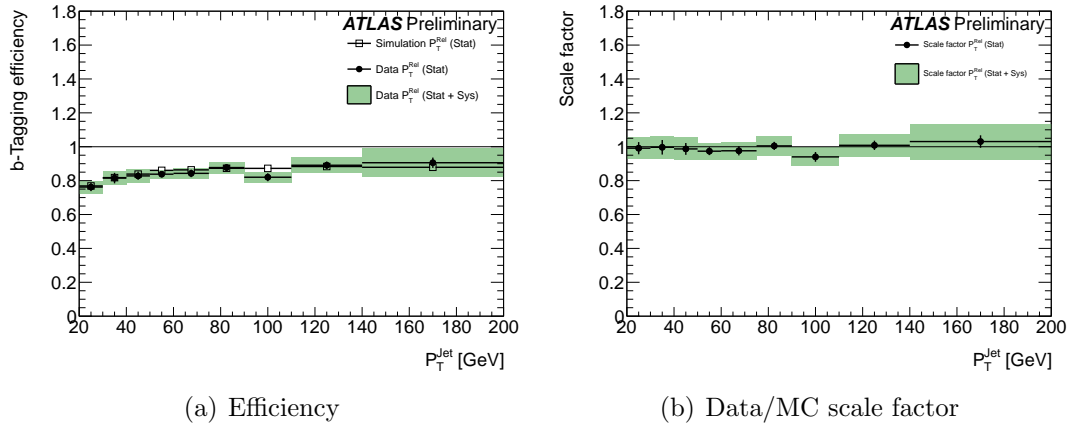 ATLAS Preliminary
Simulation P_T^Rel (Stat)
Data P_T^Rel (Stat)
Data P_T^Rel (Stat + Sys)
b-Tagging efficiency
1.8
1.6
1.4
1.2
1
0.8
0.6
0.4
0.2
0
20 40 60 80 100 120 140 160 180 200
P_T^Jet [GeV]
(a) Efficiency
ATLAS Preliminary
Scale factor P_T^Rel (Stat)
Scale factor P_T^Rel (Stat + Sys)
Scale factor
1.8
1.6
1.4
1.2
1
0.8
0.6
0.4
0.2
0
20 40 60 80 100 120 140 160 180 200
P_T^Jet [GeV]
(b) Data/MC scale factor